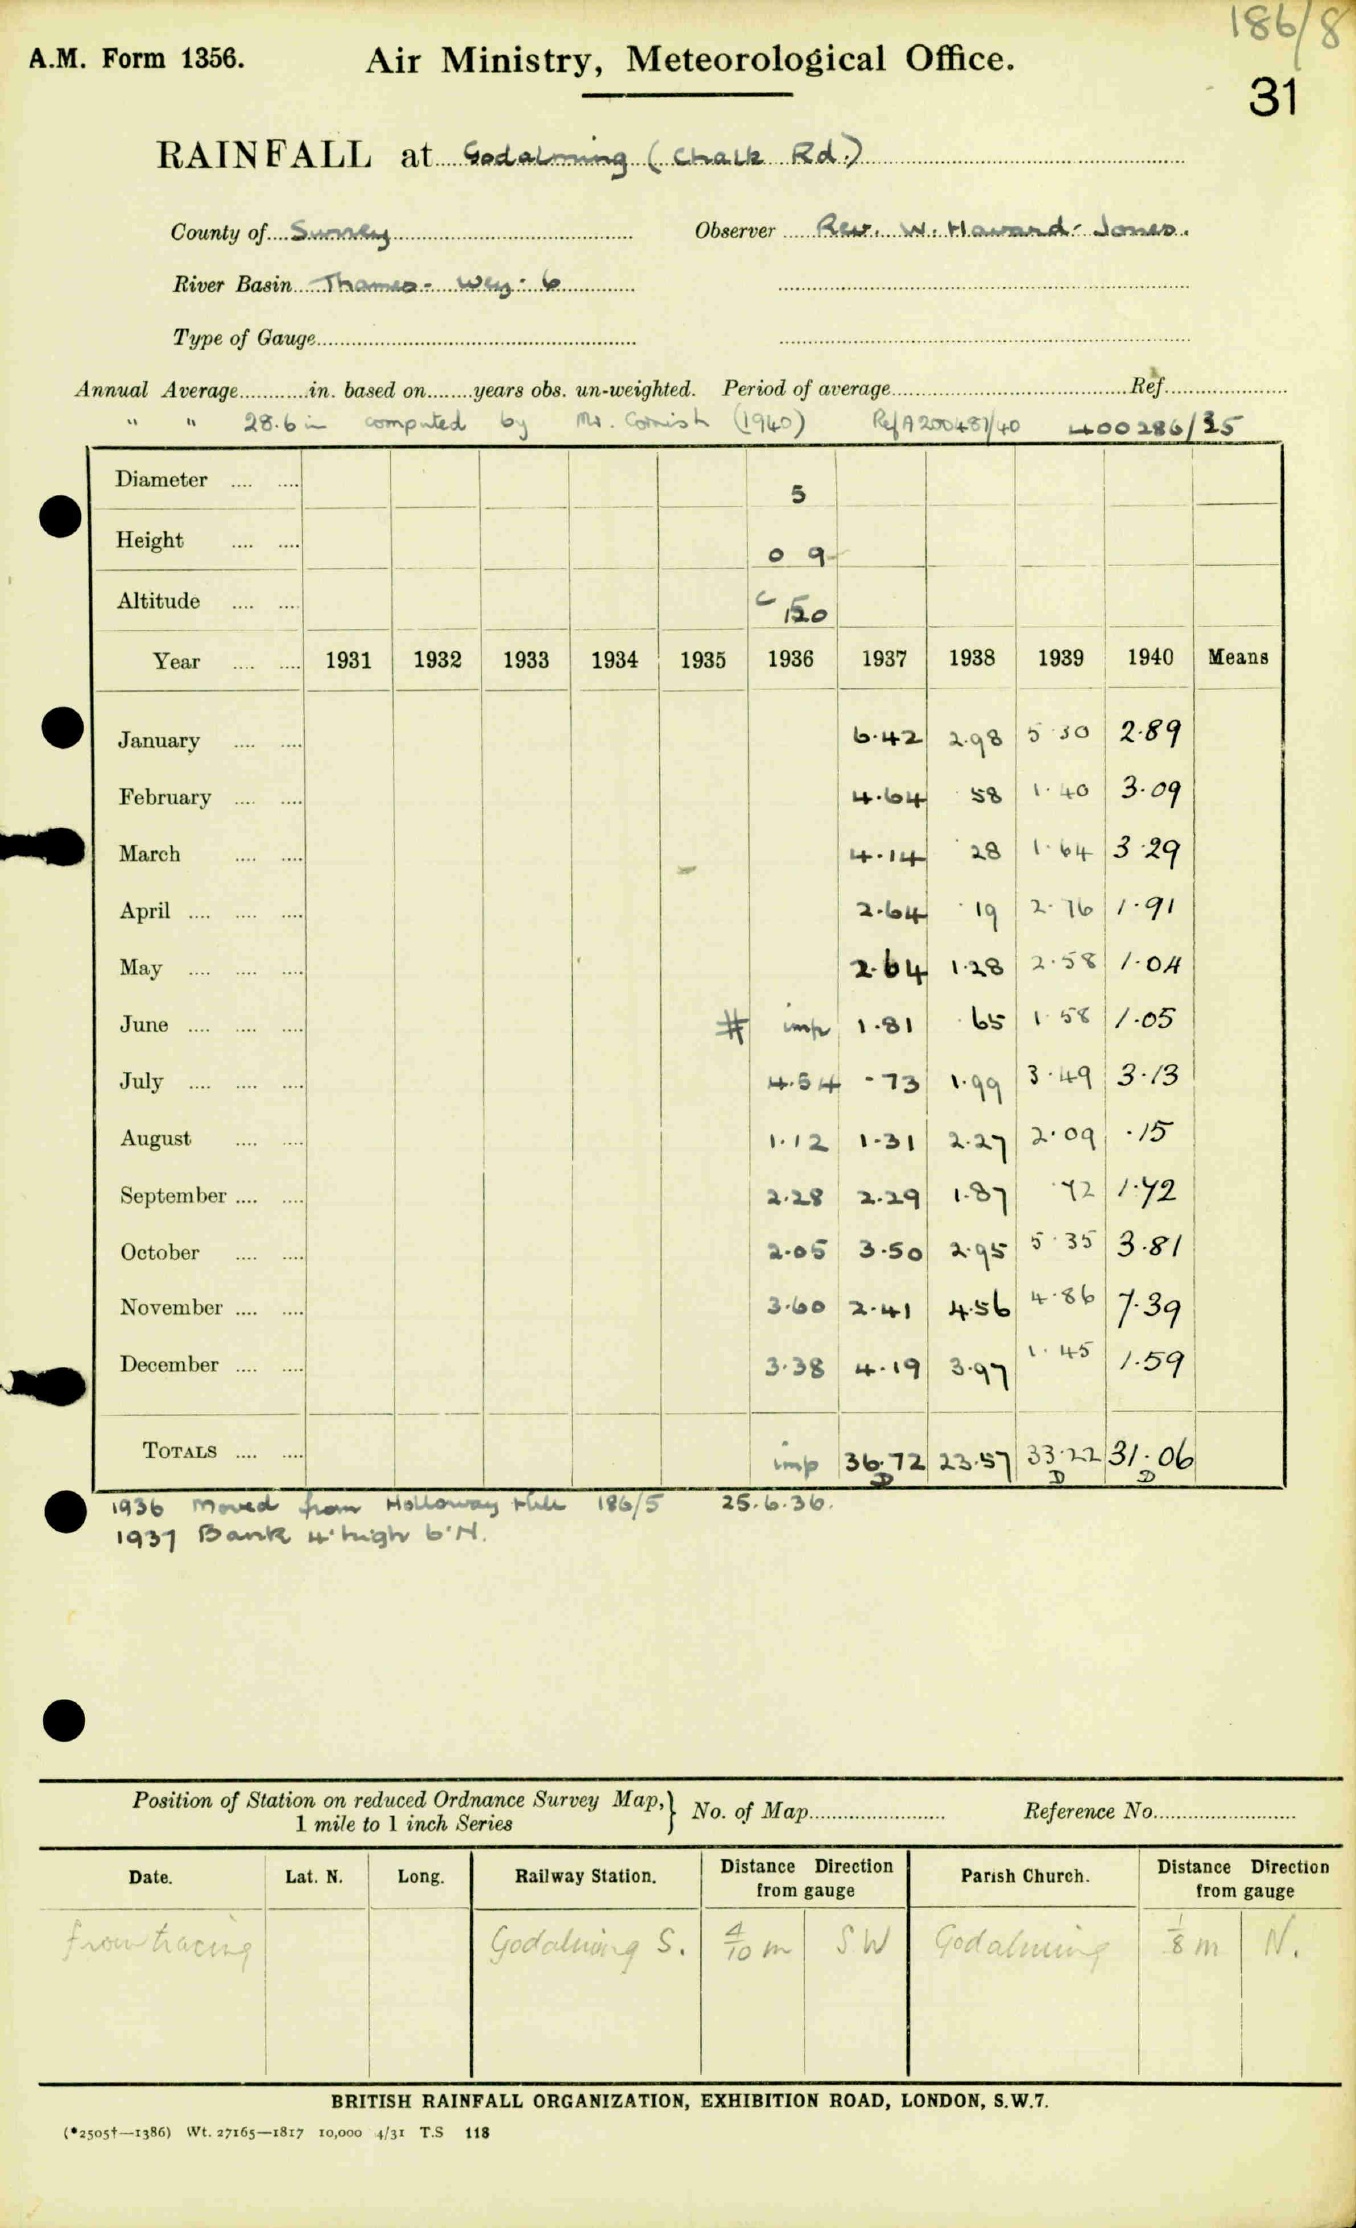 186/8
A.M. Form 1356. Air Ministry, Meteorological Office.
31
RAINFALL at Godalming (Chalk Rd.)
County of Surrey Observer Rev. W. Havard-Jones.
River Basin Thames - Wey - 6
Type of Gauge
Annual Average in. based on years obs. un-weighted. Period of average Ref.
" " 28.6 in computed by Mr. Cornish (1940) Ref A200481/40 400286/35
Diameter .... .... 5
Height .... .... 0 9
Altitude .... .... c 150
Year .... .... 1931 1932 1933 1934 1935 1936 1937 1938 1939 1940 Means
January .... .... 6.42 2.98 5.30 2.89
February .... .... 4.64 .58 1.40 3.09
March .... .... 4.14 .28 1.64 3.29
April .... .... .... 2.64 .19 2.76 1.91
May .... .... .... 2.64 1.28 2.58 1.04
June .... .... .... # imp 1.81 .65 1.58 1.05
July .... .... .... 4.54 .73 1.99 3.49 3.13
August .... .... 1.12 1.31 2.27 2.09 .15
September .... .... 2.28 2.29 1.87 .72 1.72
October .... .... 2.05 3.50 2.95 5.35 3.81
November .... .... 3.60 2.41 4.56 4.86 7.39
December .... .... 3.38 4.19 3.97 1.45 1.59
TOTALS .... .... imp 36.72 23.57 33.22 31.06
D D D
1936 Moved from Holloway Hill 186/5 25.6.36.
1937 Bank 4' high 6' N.
Position of Station on reduced Ordnance Survey Map, } No. of Map Reference No.
1 mile to 1 inch Series
Date. Lat. N. Long. Railway Station. Distance Direction from gauge Parish Church. Distance Direction from gauge
from tracing Godalming S. 4/10 m SW Godalming 1/8 m N.
BRITISH RAINFALL ORGANIZATION, EXHIBITION ROAD, LONDON, S.W.7.
(*2505†—1386) Wt. 27165—1817 10,000 4/31 T.S 118